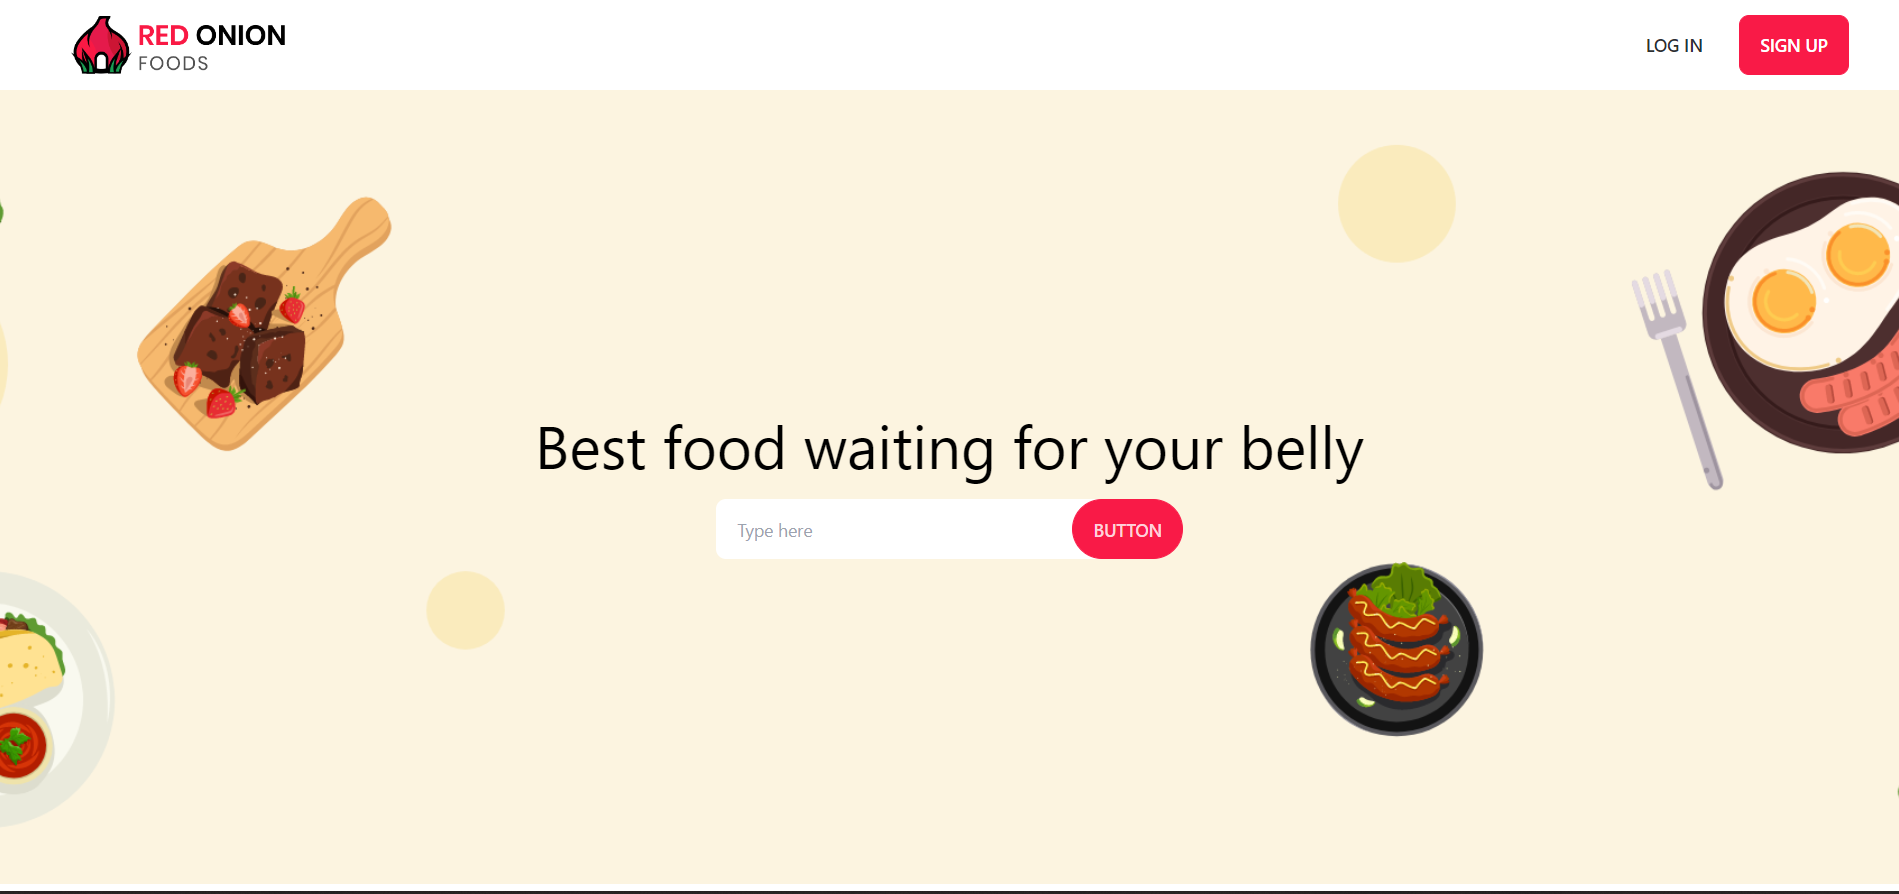 RED ONION
FOODS
LOG IN
SIGN UP
Best food waiting for your belly
Type here
BUTTON